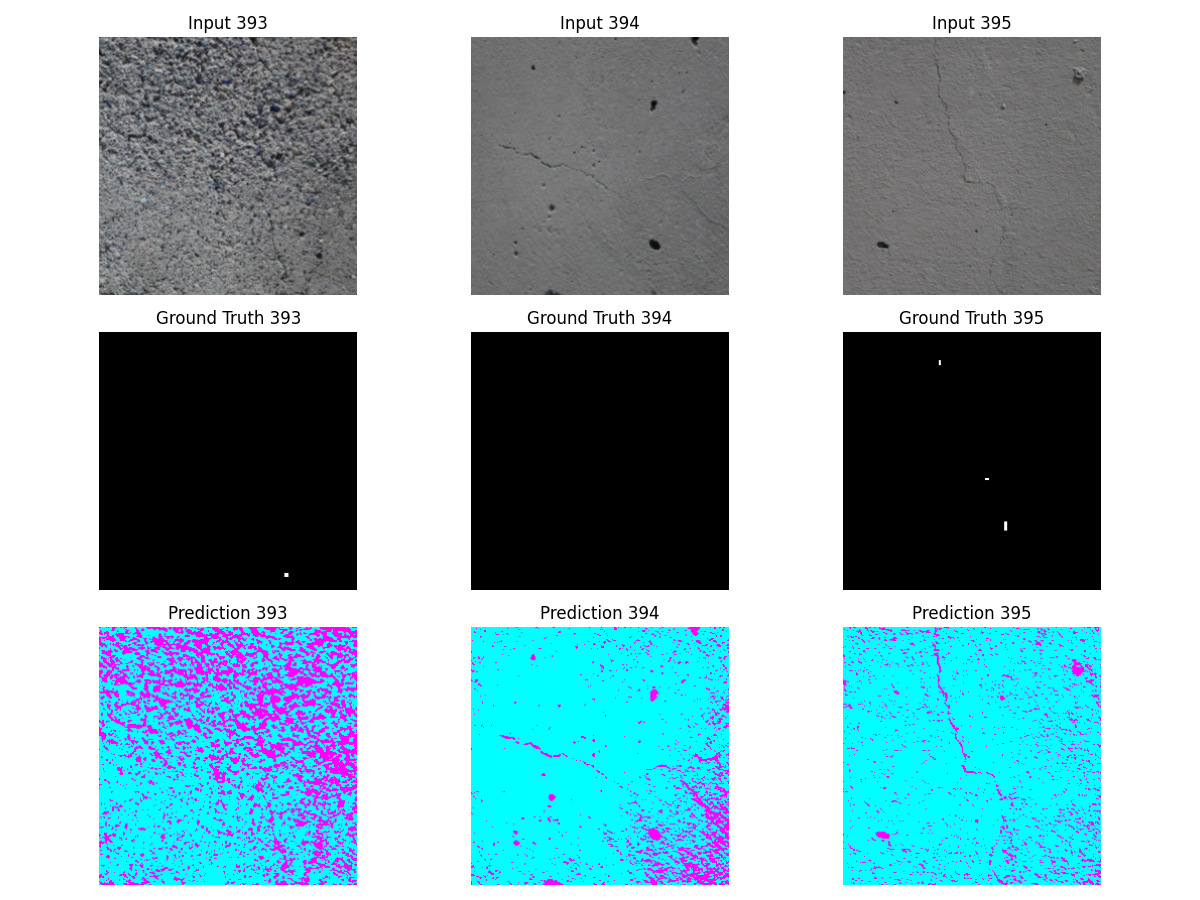 Input 393
Input 394
Input 395
Ground Truth 393
Ground Truth 394
Ground Truth 395
Prediction 393
Prediction 394
Prediction 395